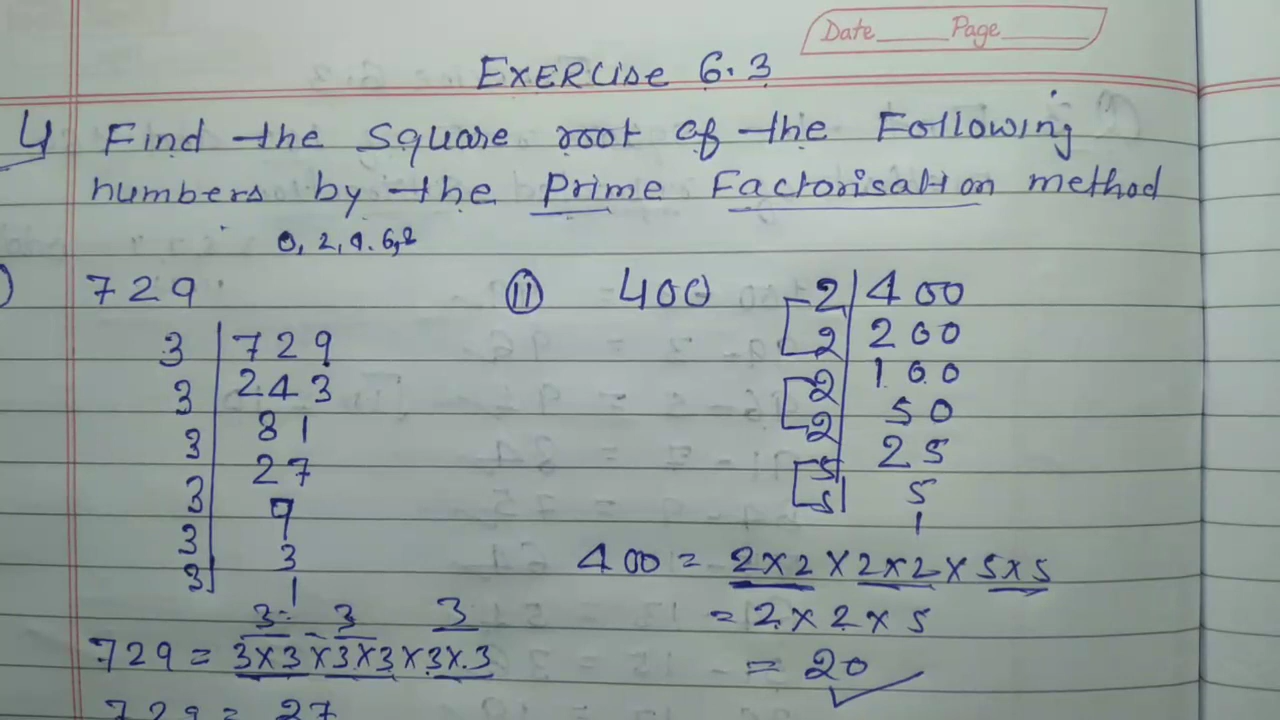 Date Page
EXERCISE 6.3
4 Find the Square root of the Following
numbers by the Prime Factorisation method
0, 2, 4. 6, 8
) 729
3 | 729
3 | 243
3 | 81
3 | 27
3 | 9
3 | 3
1
3 3 3
729 = 3×3×3×3×3×3
729 = 27
(11) 400
2 | 400
2 | 200
2 | 100
2 | 50
5 | 25
5 | 5
1
400 = 2×2×2×2×5×5
= 2×2×5
= 20